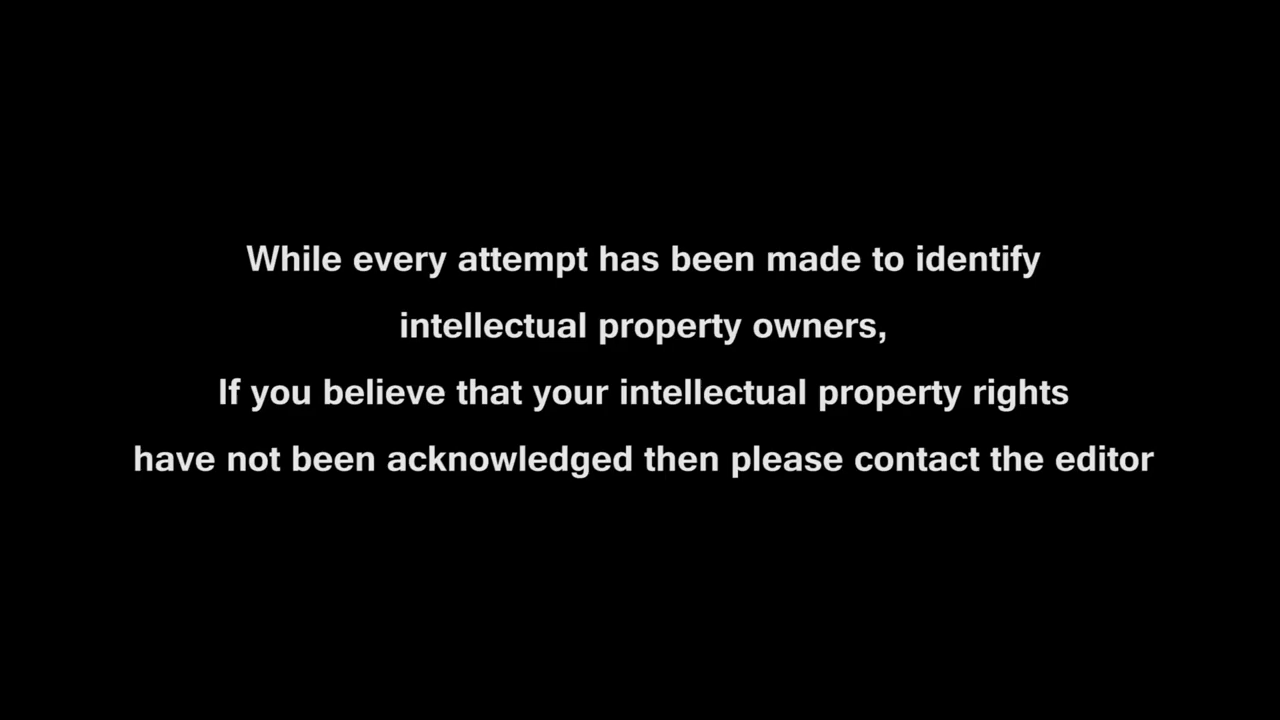 While every attempt has been made to identify
intellectual property owners,
If you believe that your intellectual property rights
have not been acknowledged then please contact the editor